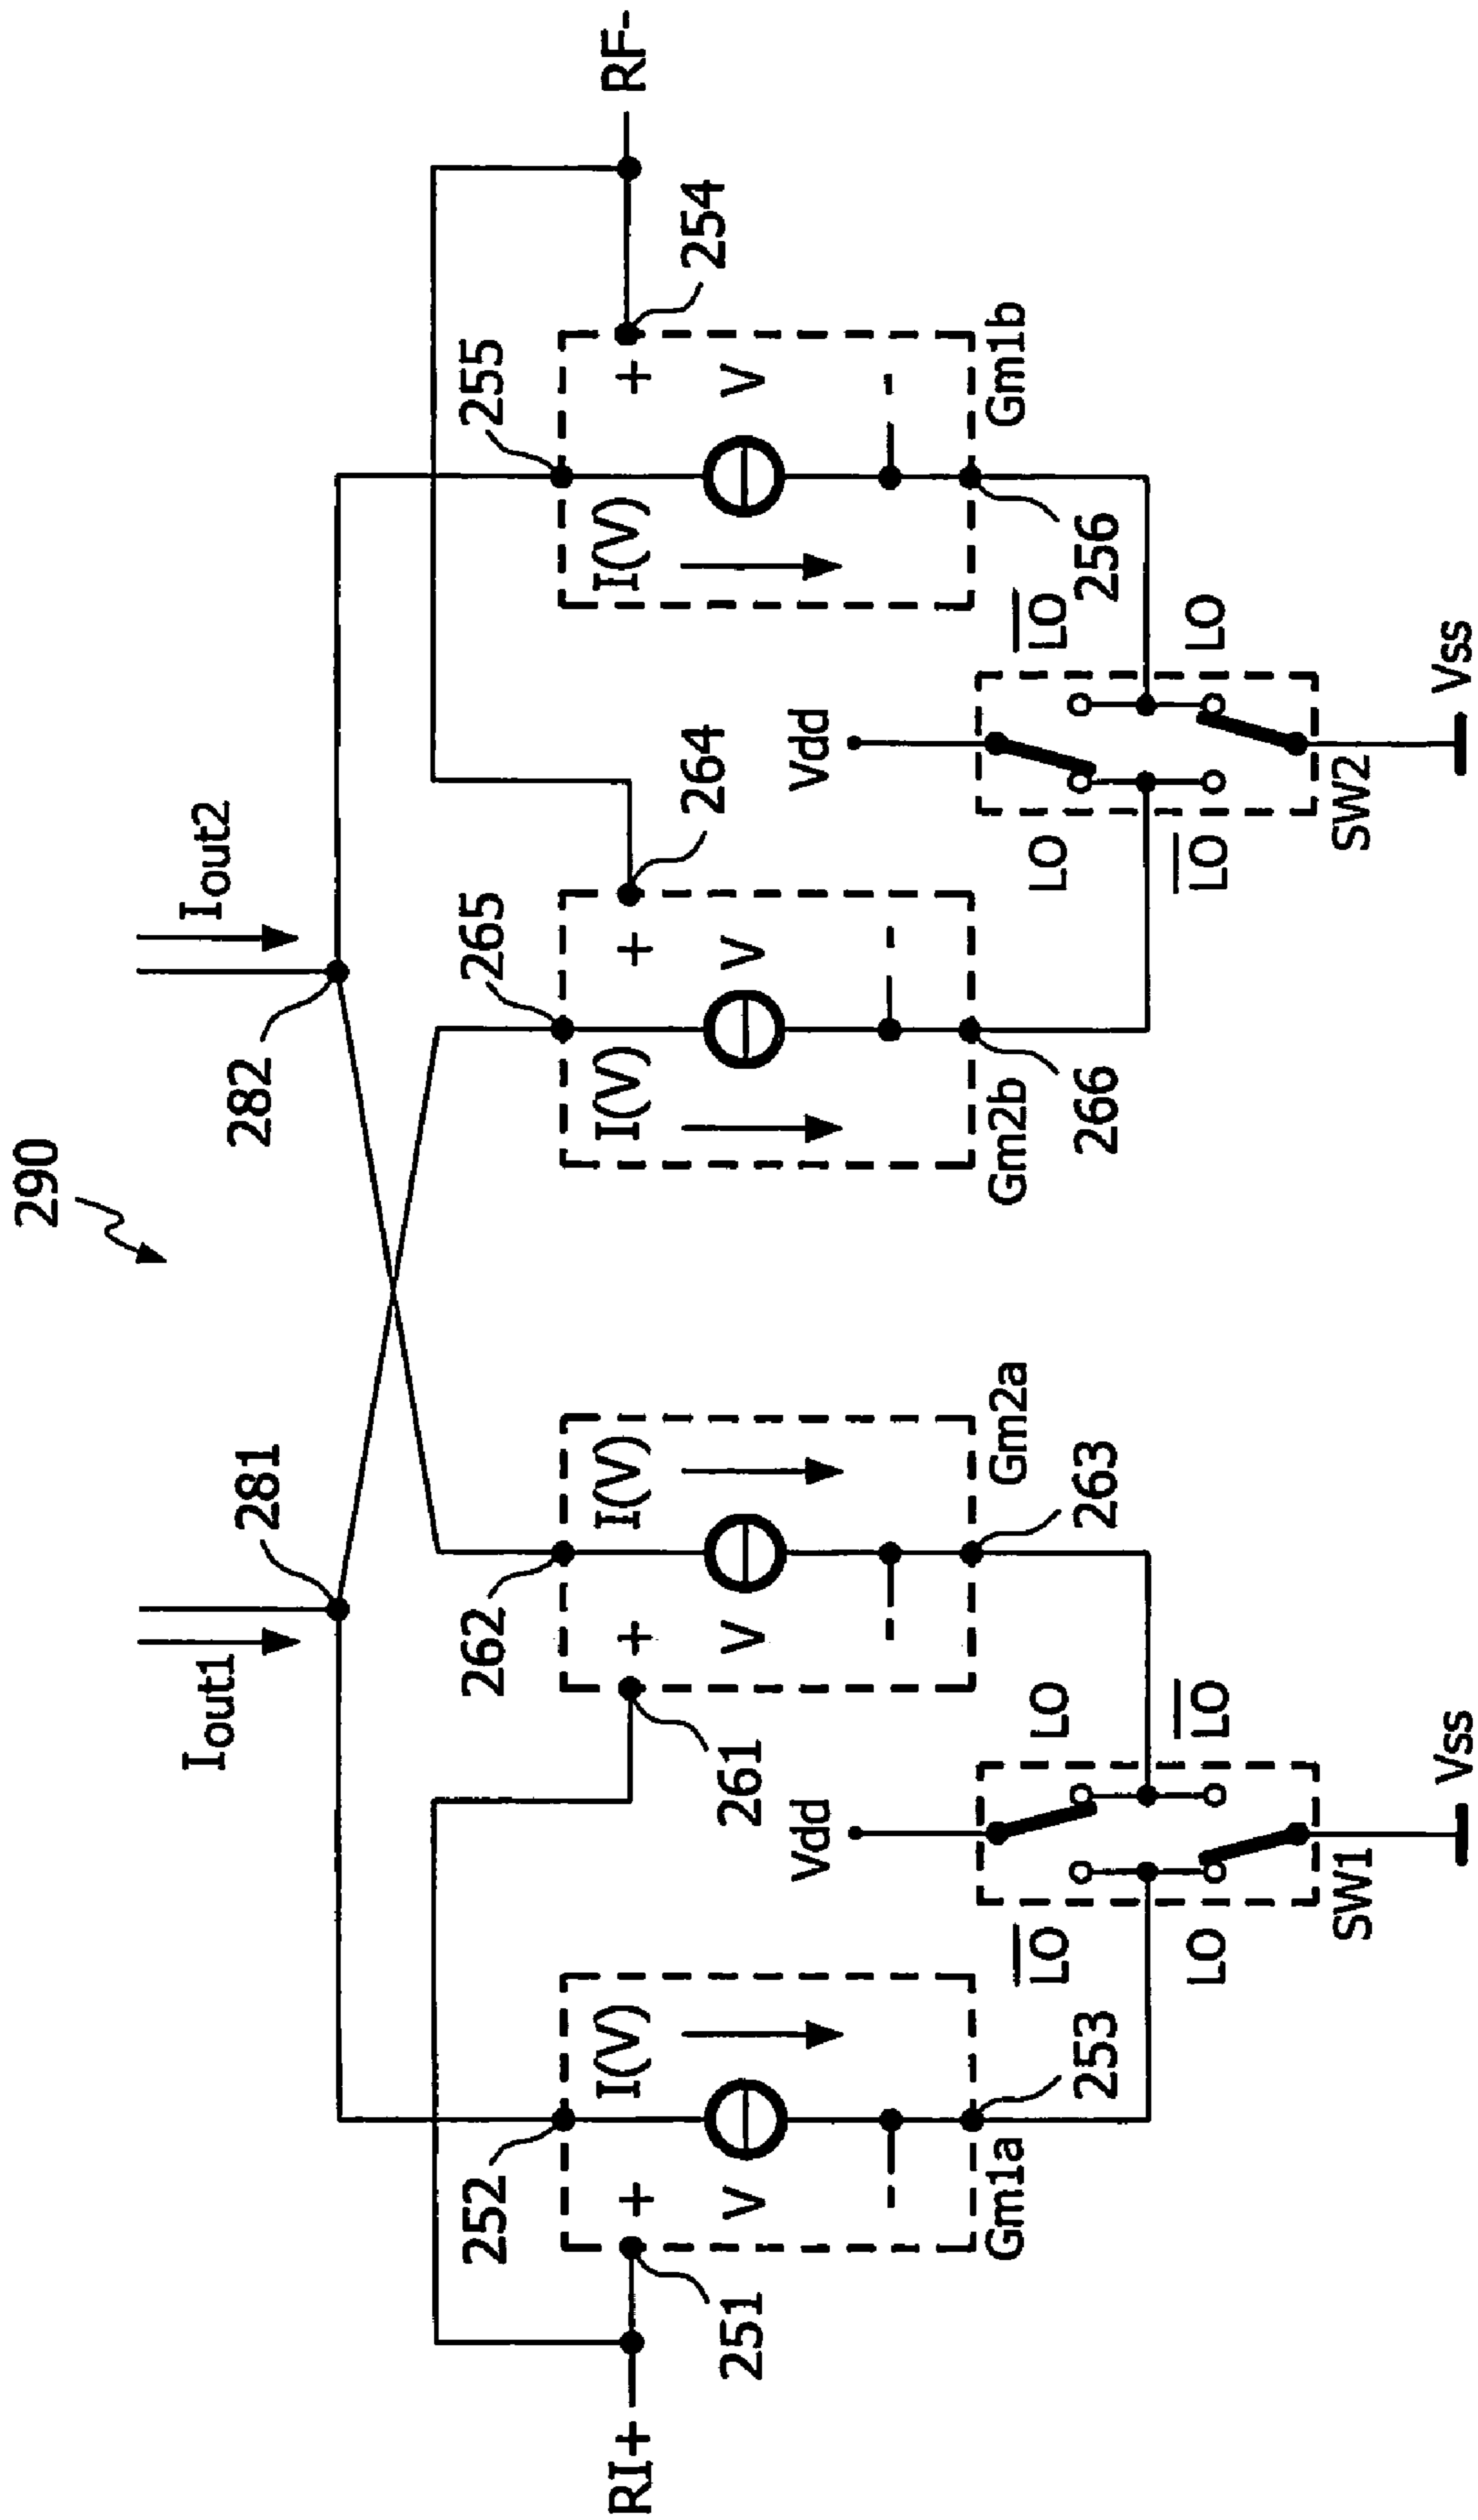 290
Iout1
Iout2
281
282
252
262
265
255
RI+
RF-
I(V)
I(V)
I(V)
I(V)
+
+
+
+
251
261
264
254
V
V
V
V
-
-
-
-
Vdd
Vdd
Gm1a
Gm2a
Gm2b
Gm1b
253
263
266
256
LO
LO
LO
LO
LO
LO
LO
LO
SW1
SW2
Vss
Vss